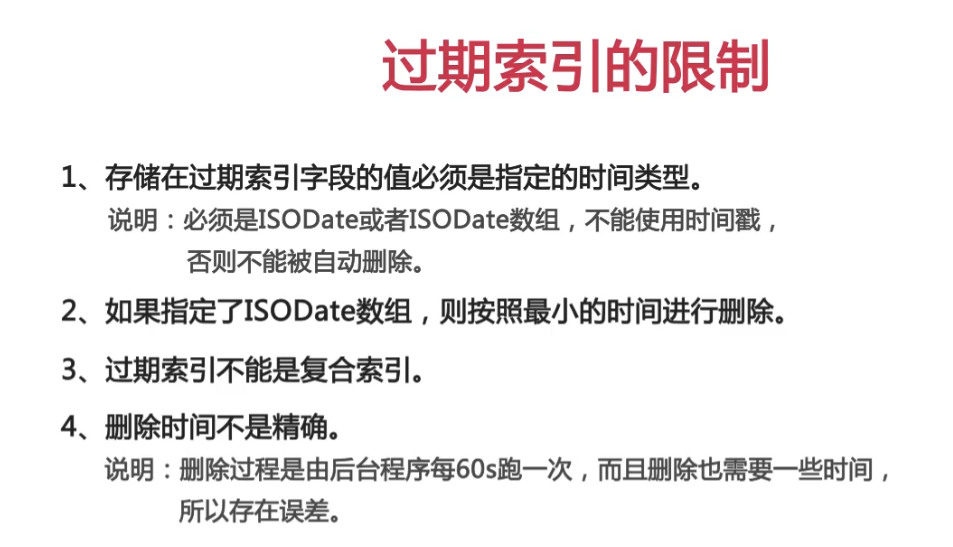 过期索引的限制
1、存储在过期索引字段的值必须是指定的时间类型。
说明：必须是ISODate或者ISODate数组，不能使用时间戳，
否则不能被自动删除。
2、如果指定了ISODate数组，则按照最小的时间进行删除。
3、过期索引不能是复合索引。
4、删除时间不是精确。
说明：删除过程是由后台程序每60s跑一次，而且删除也需要一些时间，
所以存在误差。